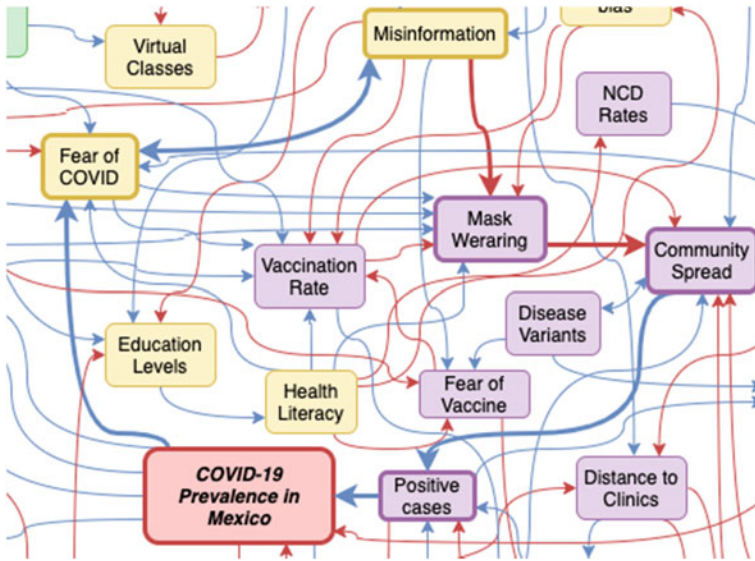 bias
Misinformation
Virtual
Classes
NCD
Rates
Fear of
COVID
Mask
Weraring
Community
Spread
Vaccination
Rate
Disease
Variants
Education
Levels
Health
Literacy
Fear of
Vaccine
COVID-19
Prevalence in
Mexico
Positive
cases
Distance to
Clinics